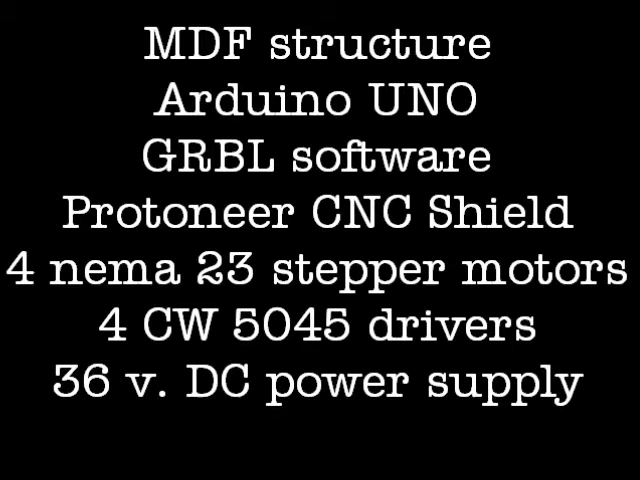 MDF structure
Arduino UNO
GRBL software
Protoneer CNC Shield
4 nema 23 stepper motors
4 CW 5045 drivers
36 v. DC power supply